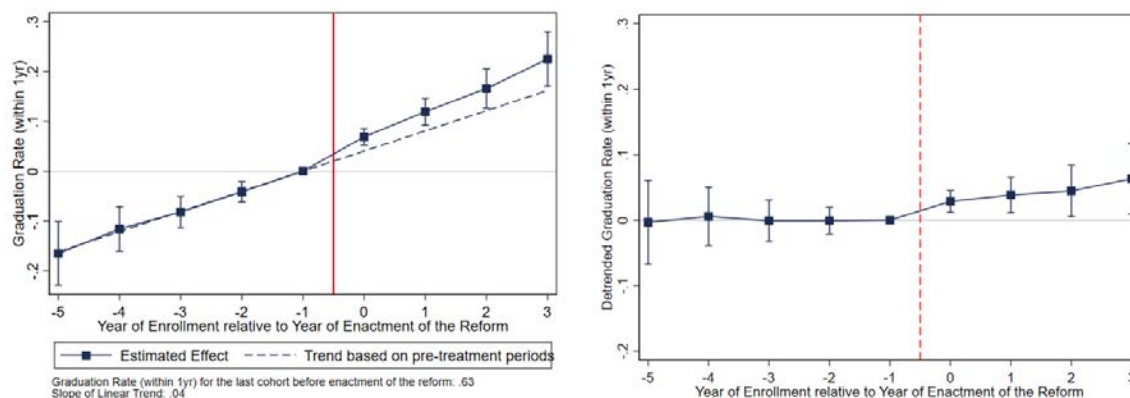 Graduation Rate (within 1yr)
.3
.2
.1
0
-.1
-.2
-5 -4 -3 -2 -1 0 1 2 3
Year of Enrollment relative to Year of Enactment of the Reform
Estimated Effect Trend based on pre-treatment periods
Graduation Rate (within 1yr) for the last cohort before enactment of the reform: .63
Slope of Linear Trend: .04
Detrended Graduation Rate (within 1yr)
.3
.2
.1
0
-.1
-.2
-5 -4 -3 -2 -1 0 1 2 3
Year of Enrollment relative to Year of Enactment of the Reform